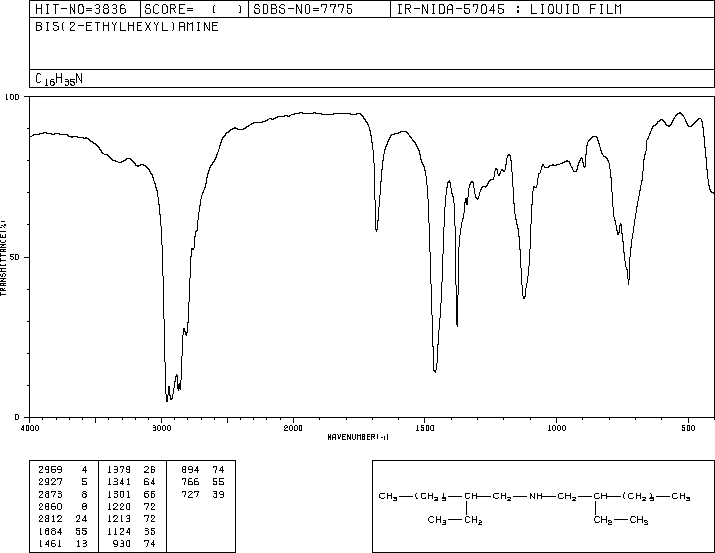 HIT-NO=3836 SCORE= ( ) SDBS-NO=7775 IR-NIDA-57045 : LIQUID FILM
BIS(2-ETHYLHEXYL)AMINE
C16H35N
100
TRANSMITTANCE(%)
50
0
4000 3000 2000 1500 1000 500
WAVENUMBER(-1)
2959 4 1379 26 894 74
2927 5 1341 64 766 55
2873 8 1301 66 727 39
2860 8 1220 72
2812 24 1213 72
1684 55 1124 35
1461 13 930 74
CH3—(CH2)3—CH—CH2—NH—CH2—CH—(CH2)3—CH3
CH3—CH2 CH2—CH3